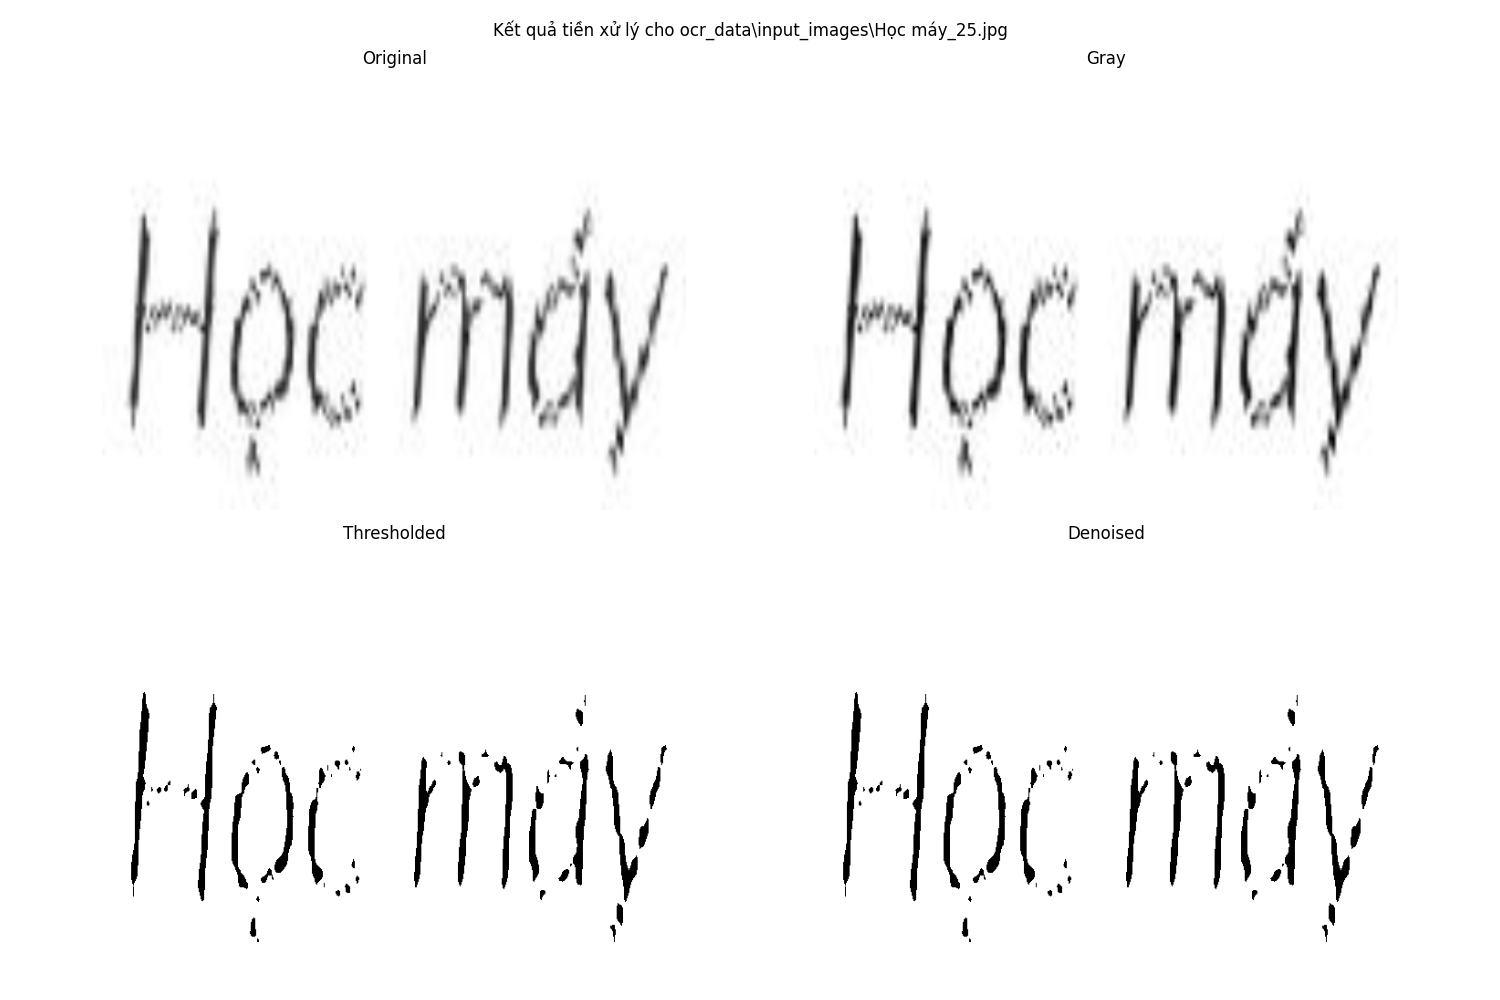 Kết quả tiền xử lý cho ocr_data\input_images\Học máy_25.jpg
Original
Gray
Học máy
Học máy
Thresholded
Denoised
Học máy
Học máy